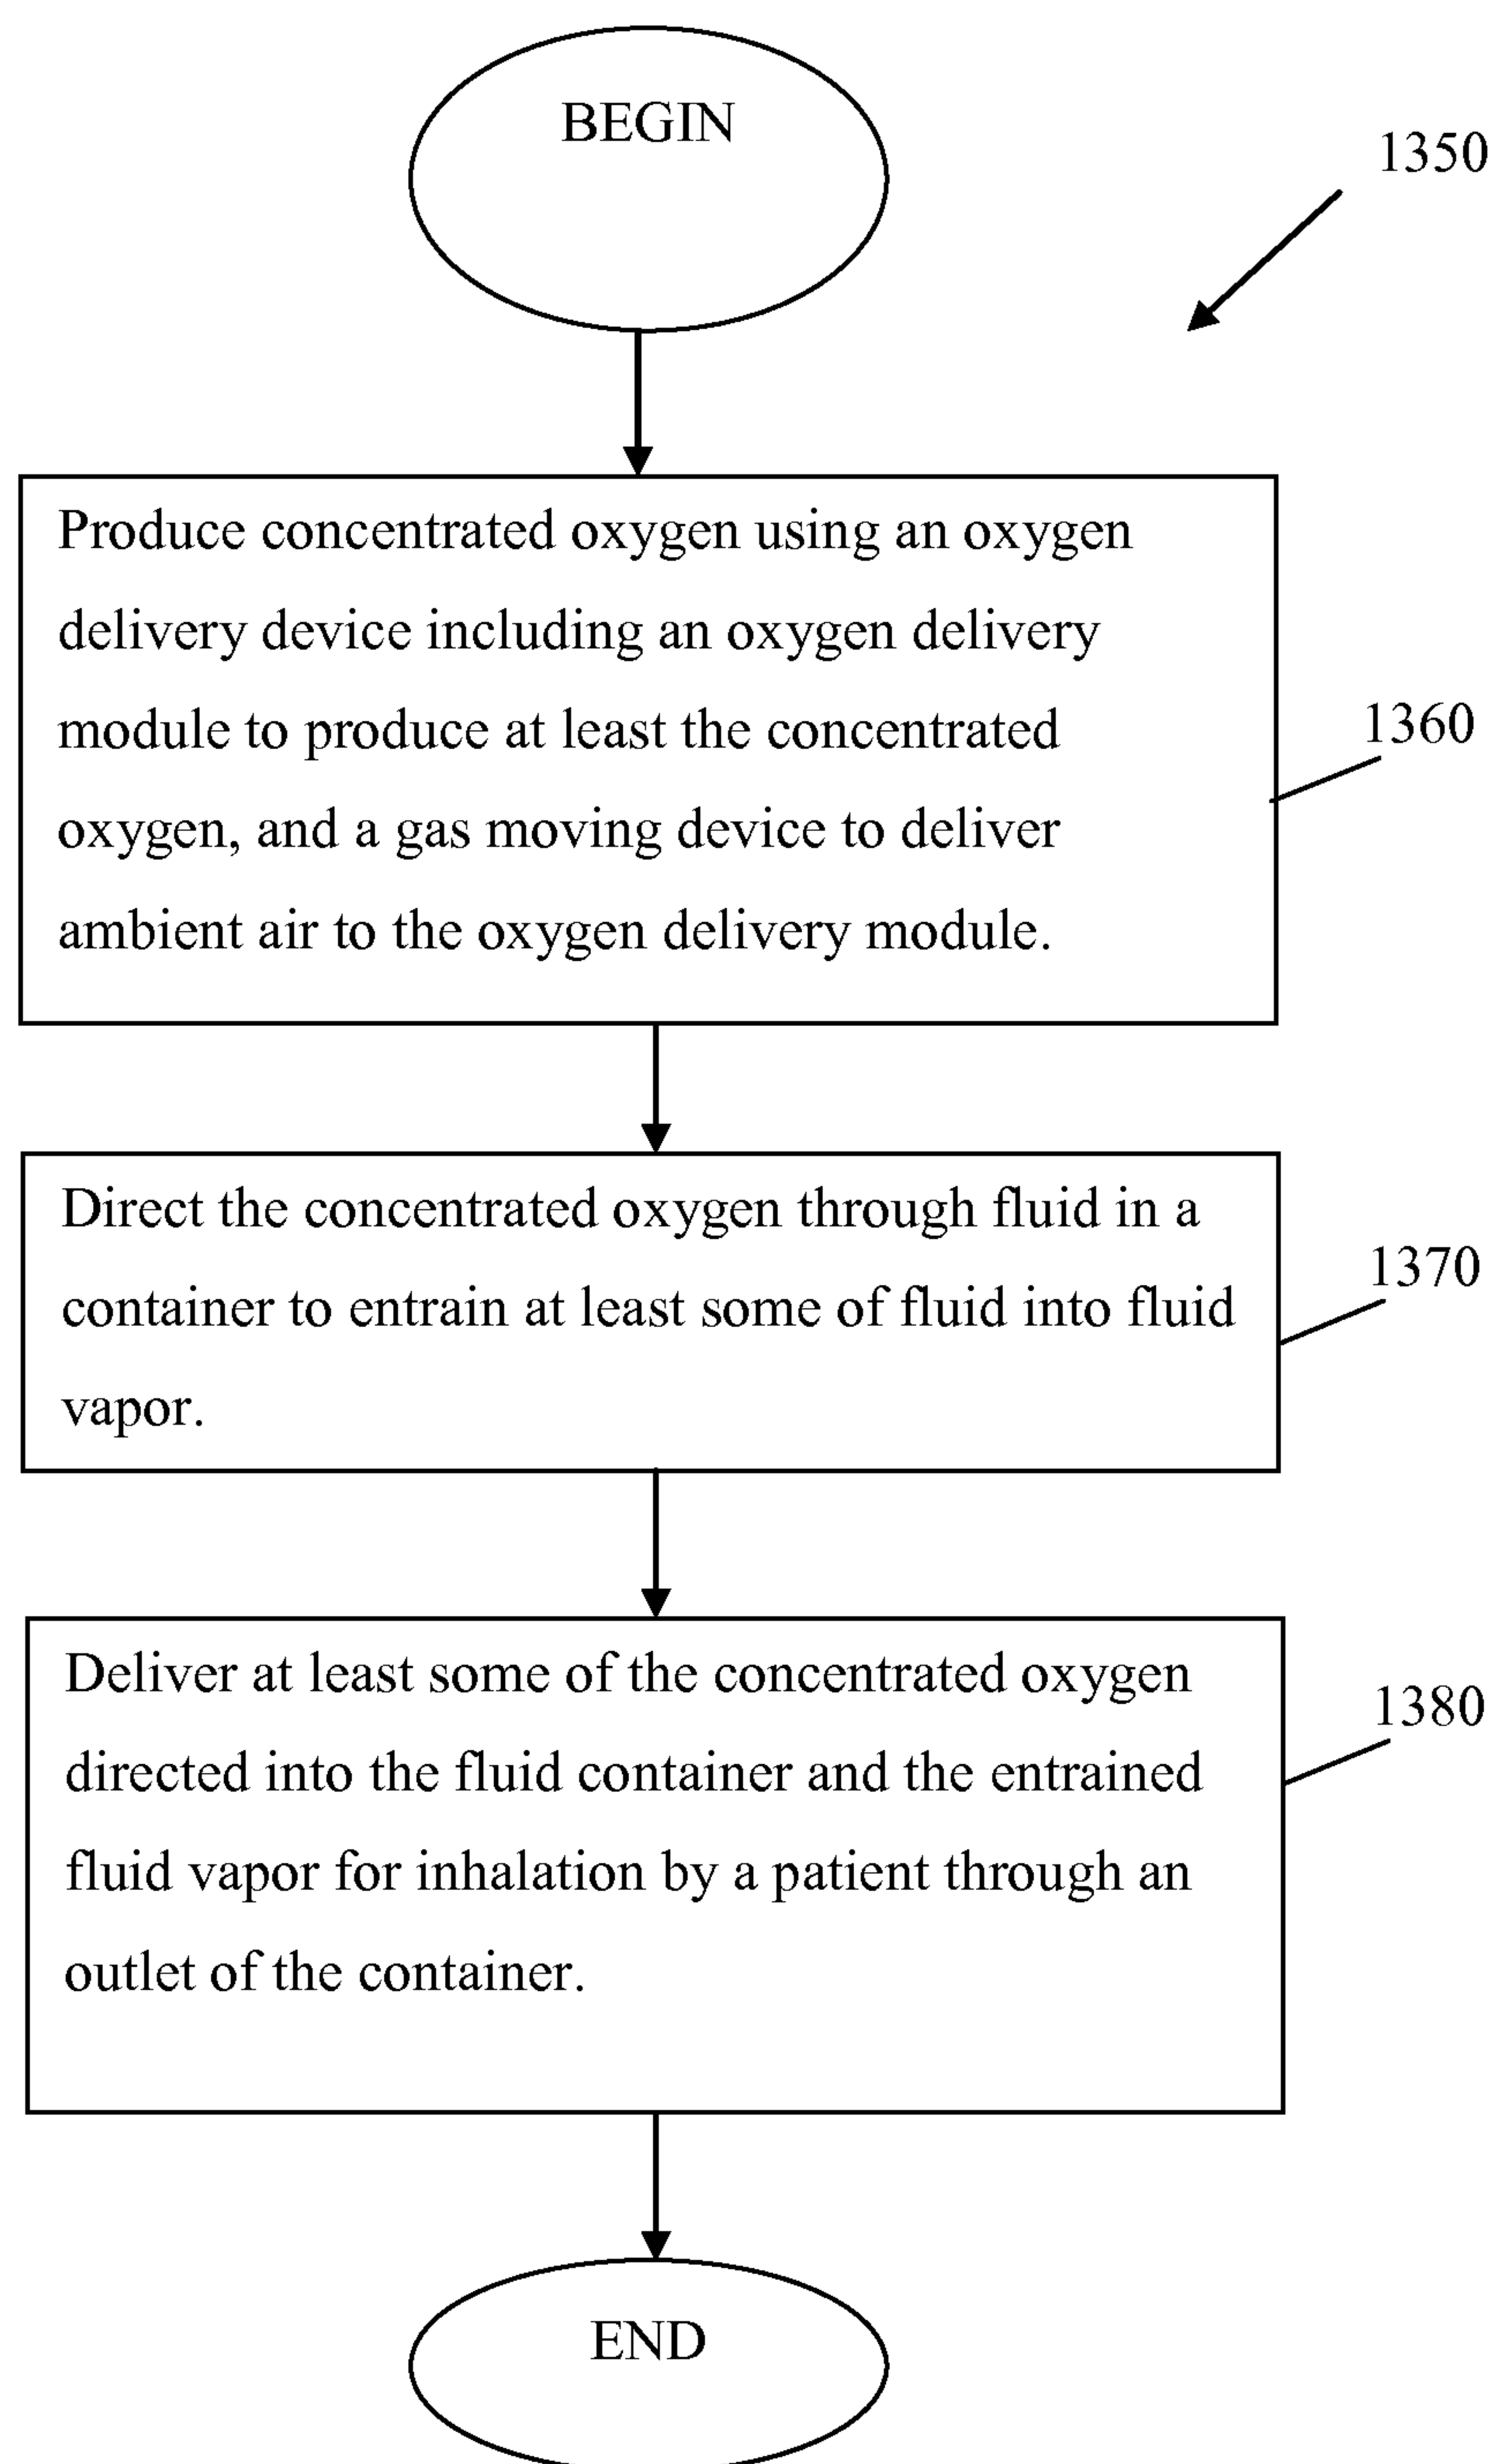 BEGIN
1350
Produce concentrated oxygen using an oxygen
delivery device including an oxygen delivery
module to produce at least the concentrated
oxygen, and a gas moving device to deliver
ambient air to the oxygen delivery module.
1360
Direct the concentrated oxygen through fluid in a
container to entrain at least some of fluid into fluid
vapor.
1370
Deliver at least some of the concentrated oxygen
directed into the fluid container and the entrained
fluid vapor for inhalation by a patient through an
outlet of the container.
1380
END